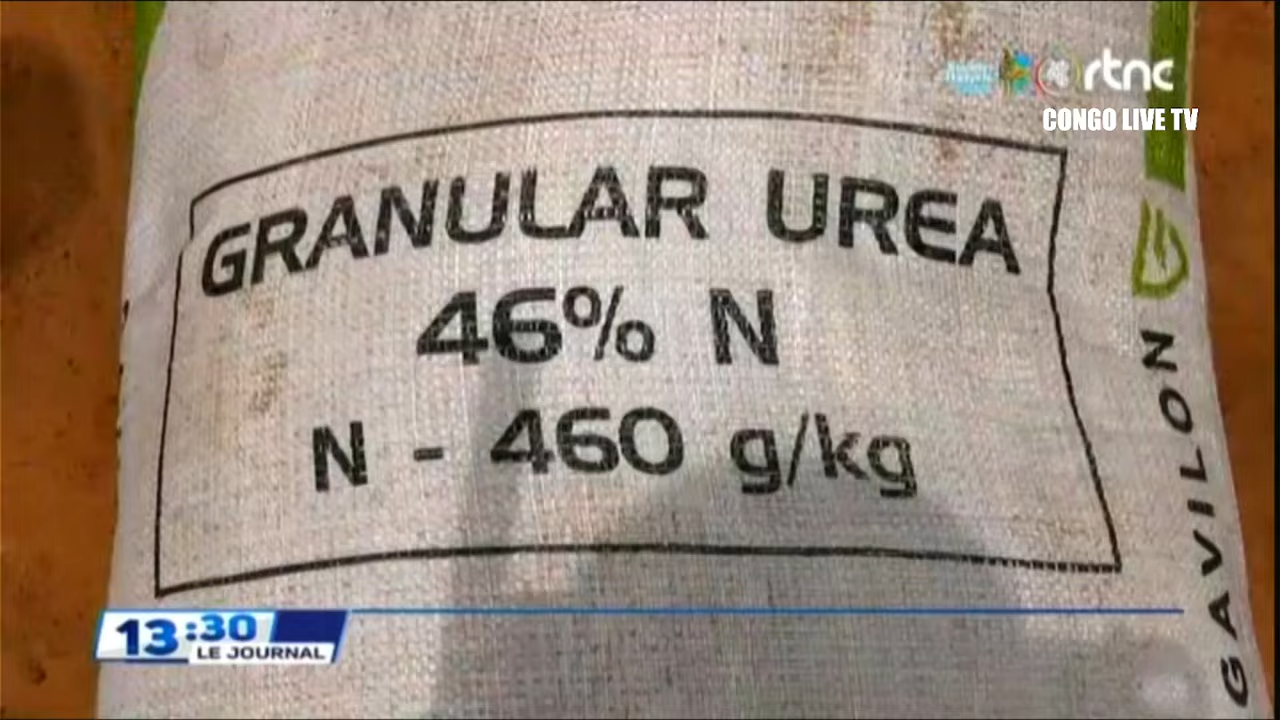 rtnc
CONGO LIVE TV
GRANULAR UREA
46% N
N - 460 g/kg
GAVILON
13:30
LE JOURNAL